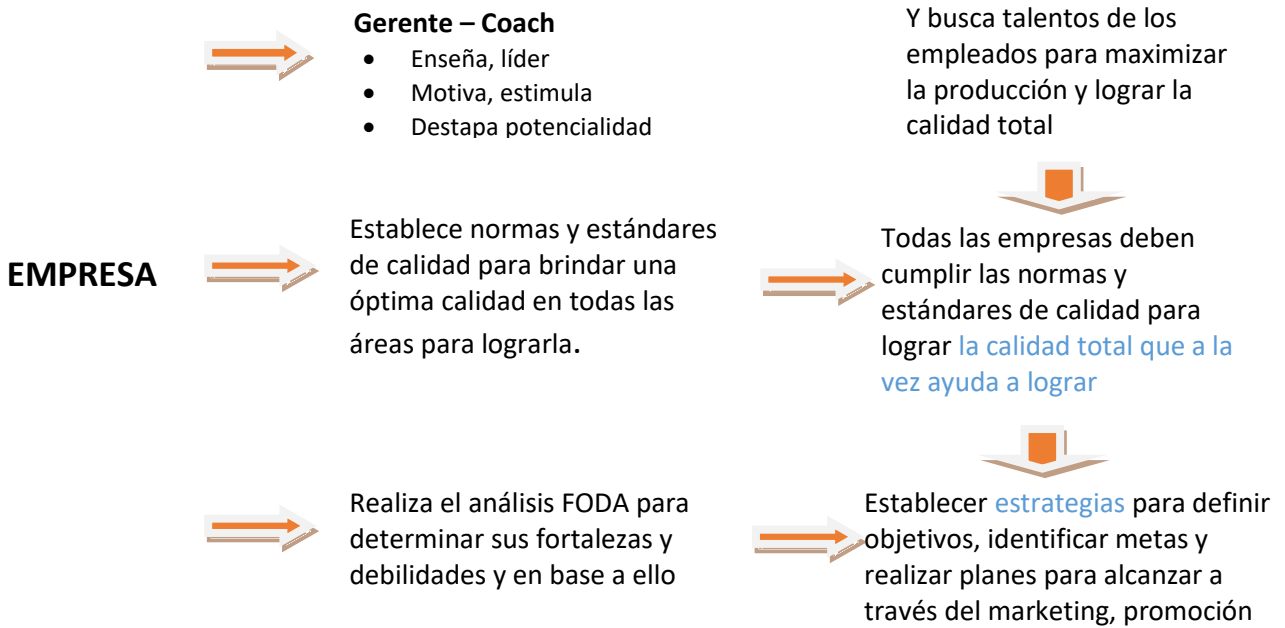 Gerente – Coach
• Enseña, líder
• Motiva, estimula
• Destapa potencialidad
Y busca talentos de los
empleados para maximizar
la producción y lograr la
calidad total
EMPRESA
Establece normas y estándares
de calidad para brindar una
óptima calidad en todas las
áreas para lograrla.
Todas las empresas deben
cumplir las normas y
estándares de calidad para
lograr la calidad total que a la
vez ayuda a lograr
Realiza el análisis FODA para
determinar sus fortalezas y
debilidades y en base a ello
Establecer estrategias para definir
objetivos, identificar metas y
realizar planes para alcanzar a
través del marketing, promoción